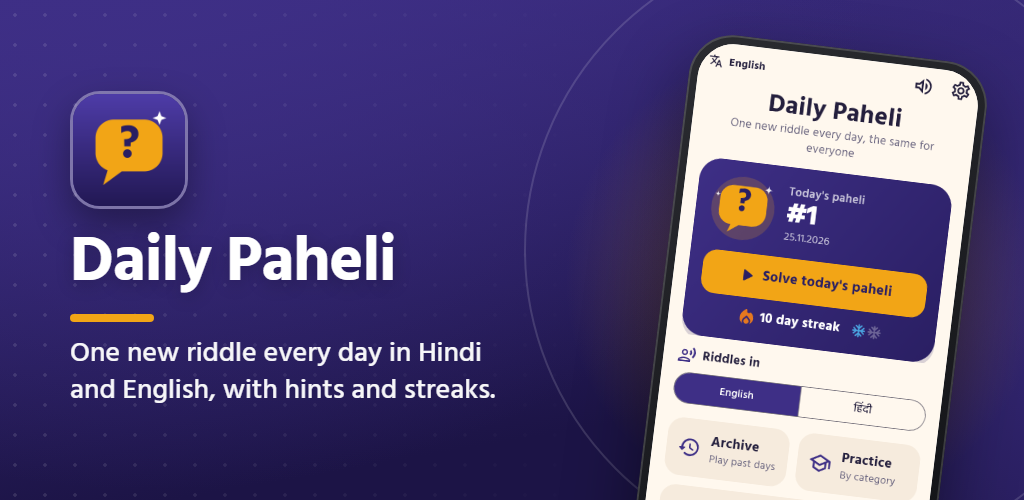 ?
Daily Paheli
One new riddle every day in Hindi
and English, with hints and streaks.
English
Daily Paheli
One new riddle every day, the same for
everyone
?
Today's paheli
#1
25.11.2026
Solve today's paheli
10 day streak
Riddles in
English
हिंदी
Archive
Play past days
Practice
By category